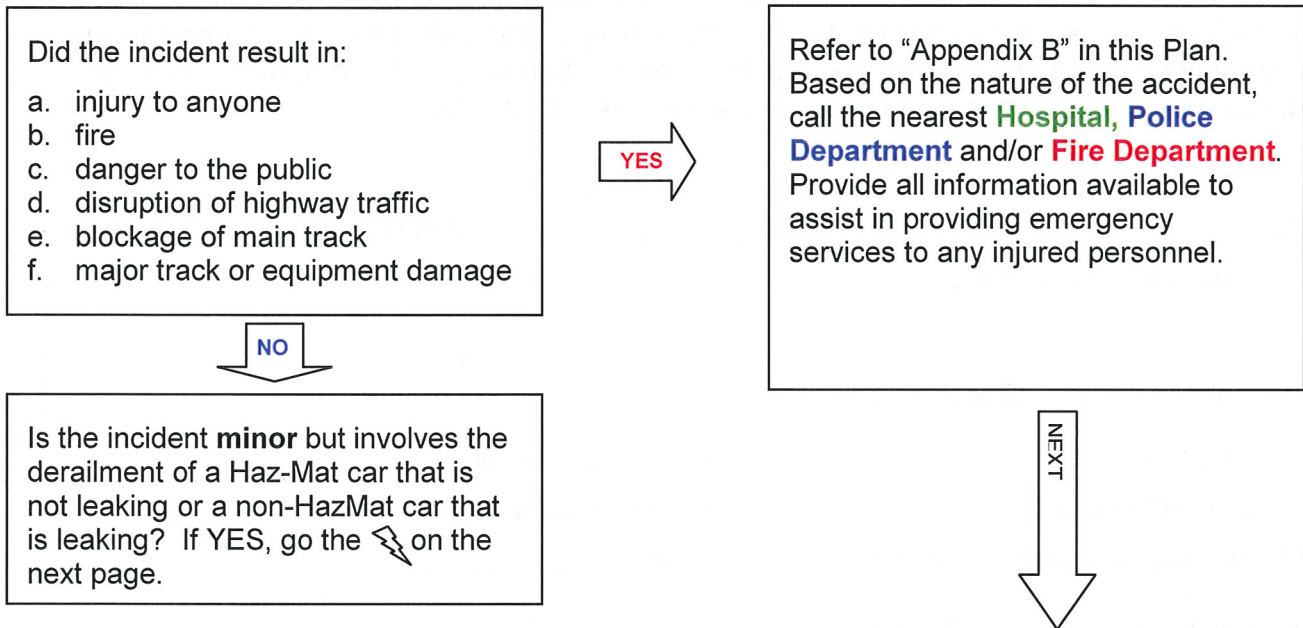 Did the incident result in:
a. injury to anyone
b. fire
c. danger to the public
d. disruption of highway traffic
e. blockage of main track
f. major track or equipment damage
YES
Refer to “Appendix B” in this Plan.
Based on the nature of the accident,
call the nearest Hospital, Police
Department and/or Fire Department.
Provide all information available to
assist in providing emergency
services to any injured personnel.
NO
Is the incident minor but involves the
derailment of a Haz-Mat car that is
not leaking or a non-HazMat car that
is leaking? If YES, go the on the
next page.
NEXT